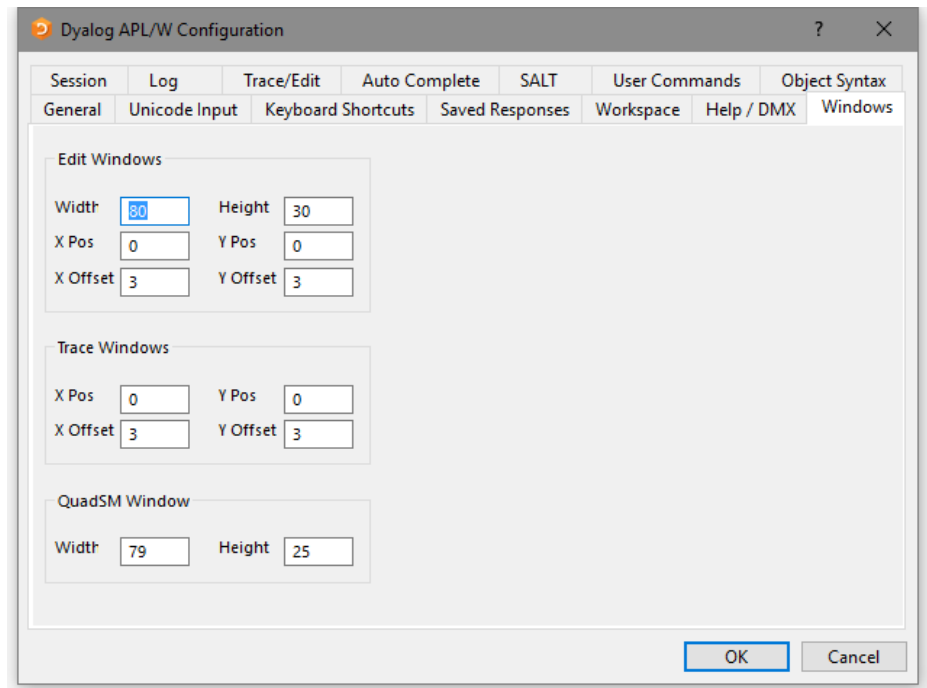 Dyalog APL/W Configuration ? 
Session Log Trace/Edit Auto Complete SALT User Commands Object Syntax
General Unicode Input Keyboard Shortcuts Saved Responses Workspace Help / DMX Windows
Edit Windows
Width 80 Height 30
X Pos 0 Y Pos 0
X Offset 3 Y Offset 3
Trace Windows
X Pos 0 Y Pos 0
X Offset 3 Y Offset 3
QuadSM Window
Width 79 Height 25
OK Cancel